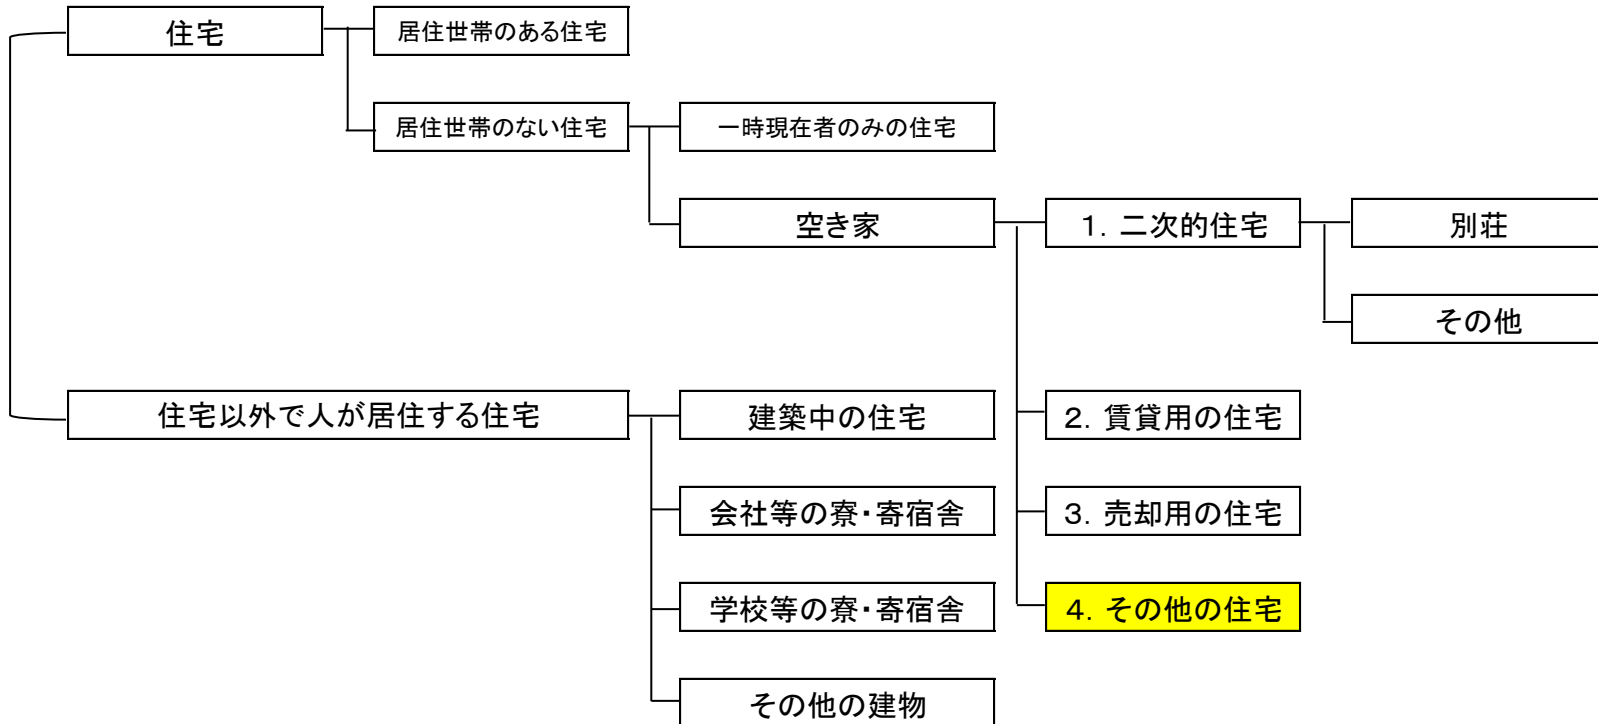 住宅
居住世帯のある住宅
居住世帯のない住宅
一時現在者のみの住宅
空き家
1. 二次的住宅
別荘
その他
住宅以外で人が居住する住宅
建築中の住宅
2. 賃貸用の住宅
会社等の寮・寄宿舎
3. 売却用の住宅
学校等の寮・寄宿舎
4. その他の住宅
その他の建物